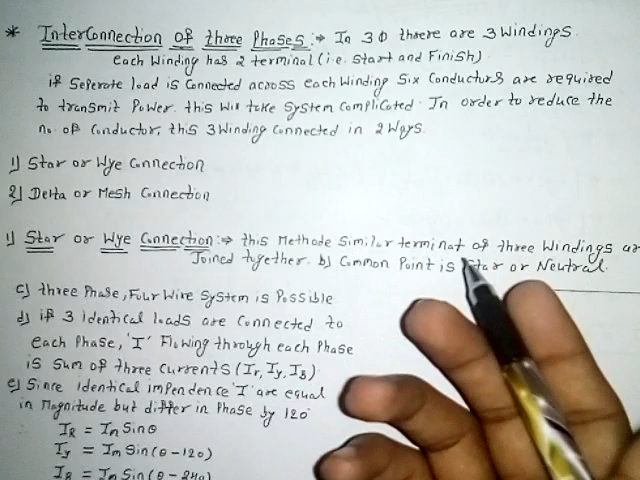 * Interconnection of three Phases :→ In 3Φ threre are 3 Windings.
each Winding has 2 terminal (i.e. Start and Finish)
if Seperete load is Connected across each Winding Six Conductors are required
to transmit Power. this Will take System Complicated. In order to reduce the
no. of Conductor, this 3 Winding Connected in 2 Ways.
1) Star or Wye Connection
2) Delta or Mesh Connection
1) Star or Wye Connection :→ this Methode Similar terminat of three Windings ar
Joined together. b) Common Point is Star or Neutral.
c) three Phase, Four Wire System is Possible
d) if 3 identical loads are Connected to
each Phase, 'I' Flowing through each Phase
is Sum of three Currents (Ir, Iy, IB)
e) Since identical impendence 'I' are equal
in Magnitude but differ in Phase by 120
IR = Im Sinθ
Iy = Im Sin(θ-120)
IB = Im Sin(θ-240)